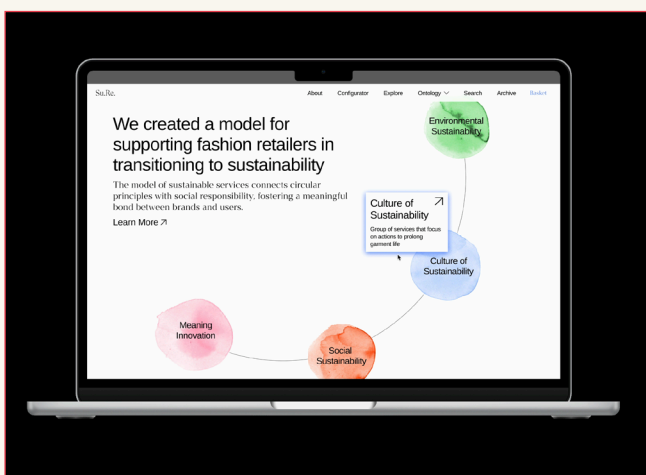 Su.Re.
About Configurator Explore Ontology Search Archive Basket
We created a model for
supporting fashion retailers in
transitioning to sustainability
The model of sustainable services connects circular
principles with social responsibility, fostering a meaningful
bond between brands and users.
Learn More ↗
Environmental
Sustainability
Culture of
Sustainability
Group of services that focus
on actions to prolong
garment life
Culture of
Sustainability
Meaning
Innovation
Social
Sustainability